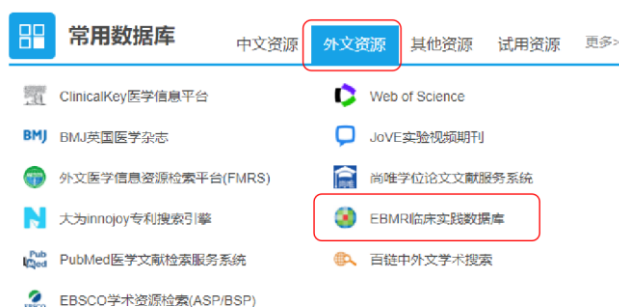 常用数据库
中文资源 外文资源 其他资源 试用资源 更多>
ClinicalKey医学信息平台 Web of Science
BMJ BMJ英国医学杂志 JoVE实验视频期刊
外文医学信息资源检索平台(FMRS) 尚唯学位论文文献服务系统
大为innojoy专利搜索引擎 EBMR临床实践数据库
PubMed PubMed医学文献检索服务系统 百链中外文学术搜索
EBSCO EBSCO学术资源检索(ASP/BSP)